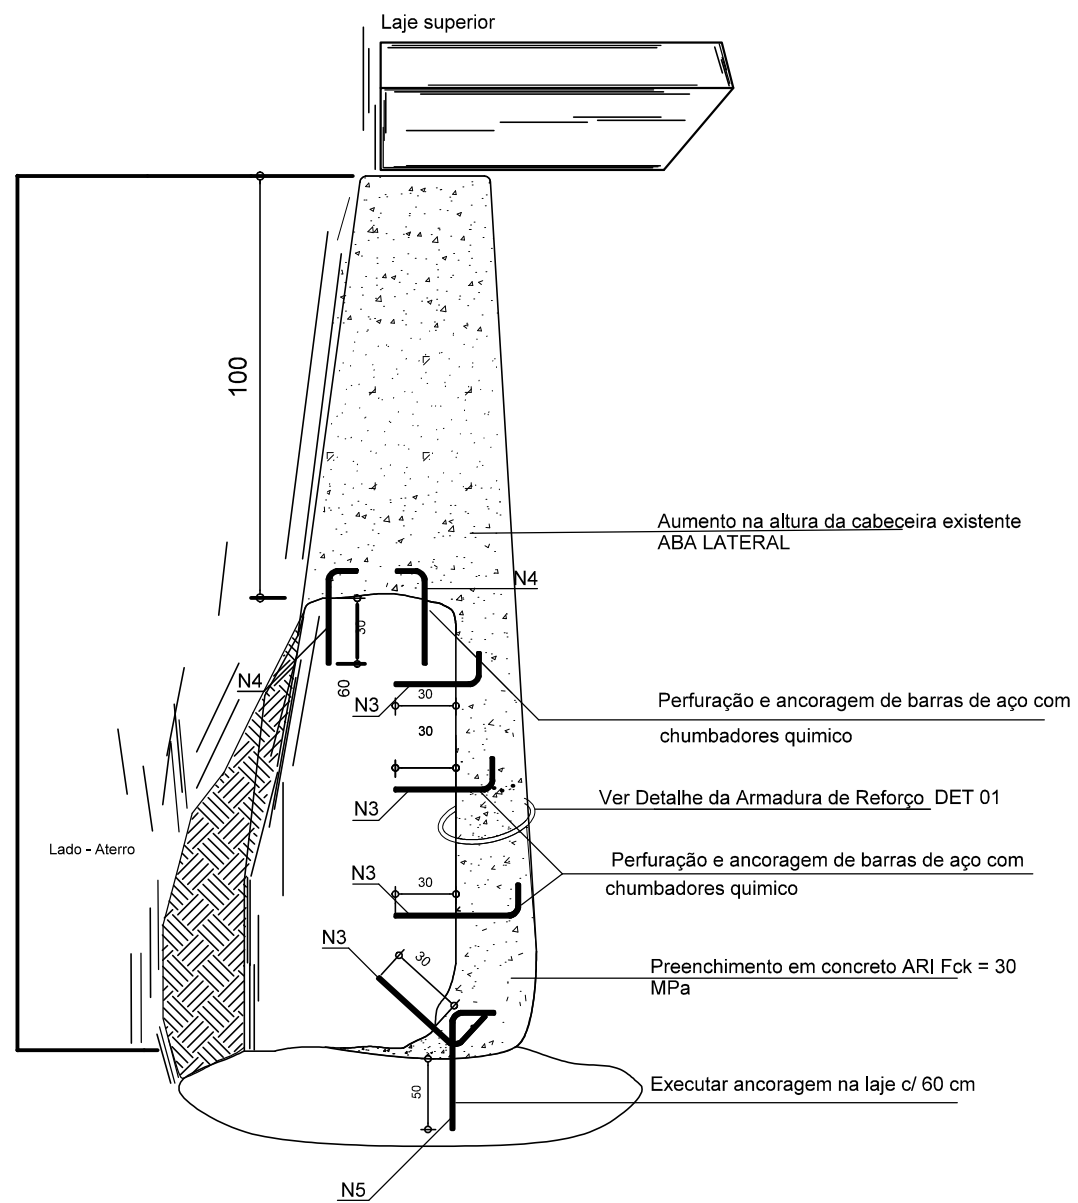 Laje superior
100
Aumento na altura da cabeceira existente
ABA LATERAL
N4
30
N4
60
N3
30
Perfuração e ancoragem de barras de aço com
chumbadores quimico
30
N3
Ver Detalhe da Armadura de Reforço DET 01
Lado - Aterro
Perfuração e ancoragem de barras de aço com
chumbadores quimico
N3
30
N3
30
Preenchimento em concreto ARI Fck = 30
MPa
Executar ancoragem na laje c/ 60 cm
50
N5